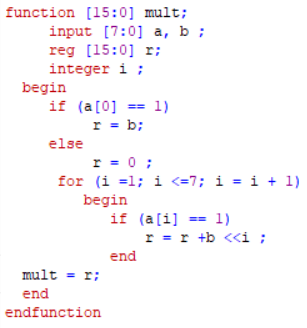 function [15:0] mult;
input [7:0] a, b ;
reg [15:0] r;
integer i ;
begin
if (a[0] == 1)
r = b;
else
r = 0 ;
for (i =1; i <=7; i = i + 1)
begin
if (a[i] == 1)
r = r +b <<i ;
end
mult = r;
end
endfunction